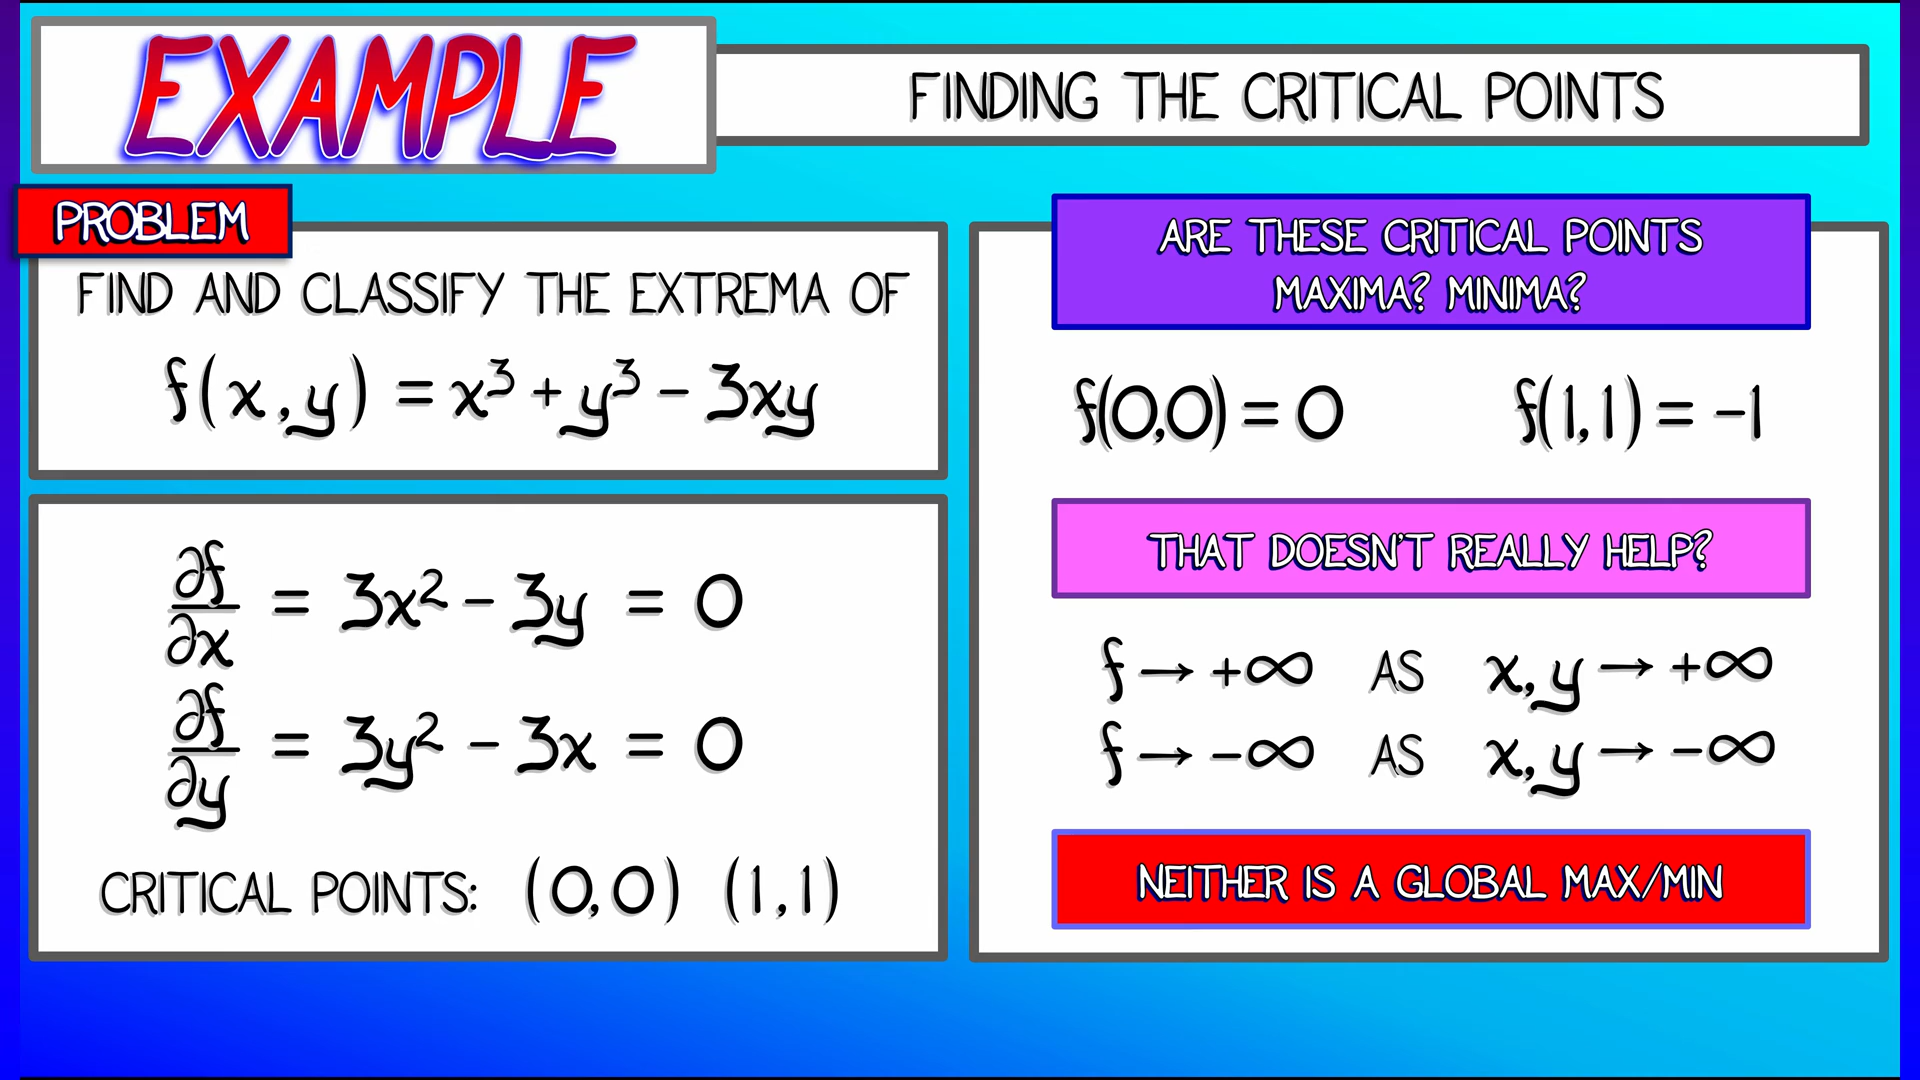 EXAMPLE
FINDING THE CRITICAL POINTS
PROBLEM
FIND AND CLASSIFY THE EXTREMA OF
f(x,y) = x³ + y³ - 3xy
∂f/∂x = 3x² - 3y = 0
∂f/∂y = 3y² - 3x = 0
CRITICAL POINTS: (0,0) (1,1)
ARE THESE CRITICAL POINTS
MAXIMA? MINIMA?
f(0,0) = 0 f(1,1) = -1
THAT DOESN'T REALLY HELP?
f → +∞ AS x,y → +∞
f → -∞ AS x,y → -∞
NEITHER IS A GLOBAL MAX/MIN